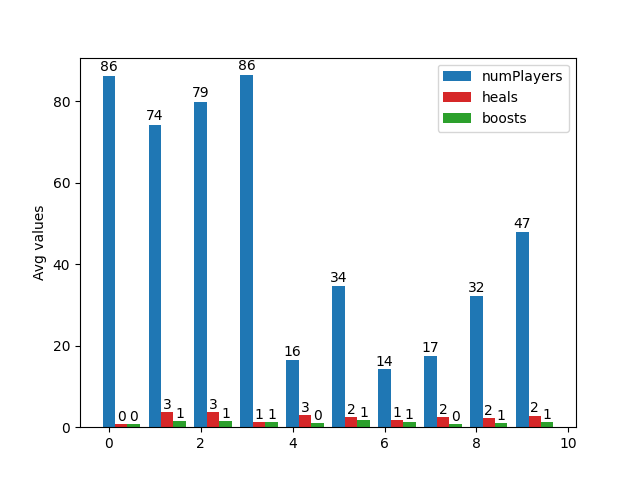 Avg values
80
60
40
20
0
0 2 4 6 8 10
86 74 79 86 16 34 14 17 32 47
0 0 3 1 3 1 1 1 3 0 2 1 1 1 2 0 2 1 2 1
numPlayers
heals
boosts